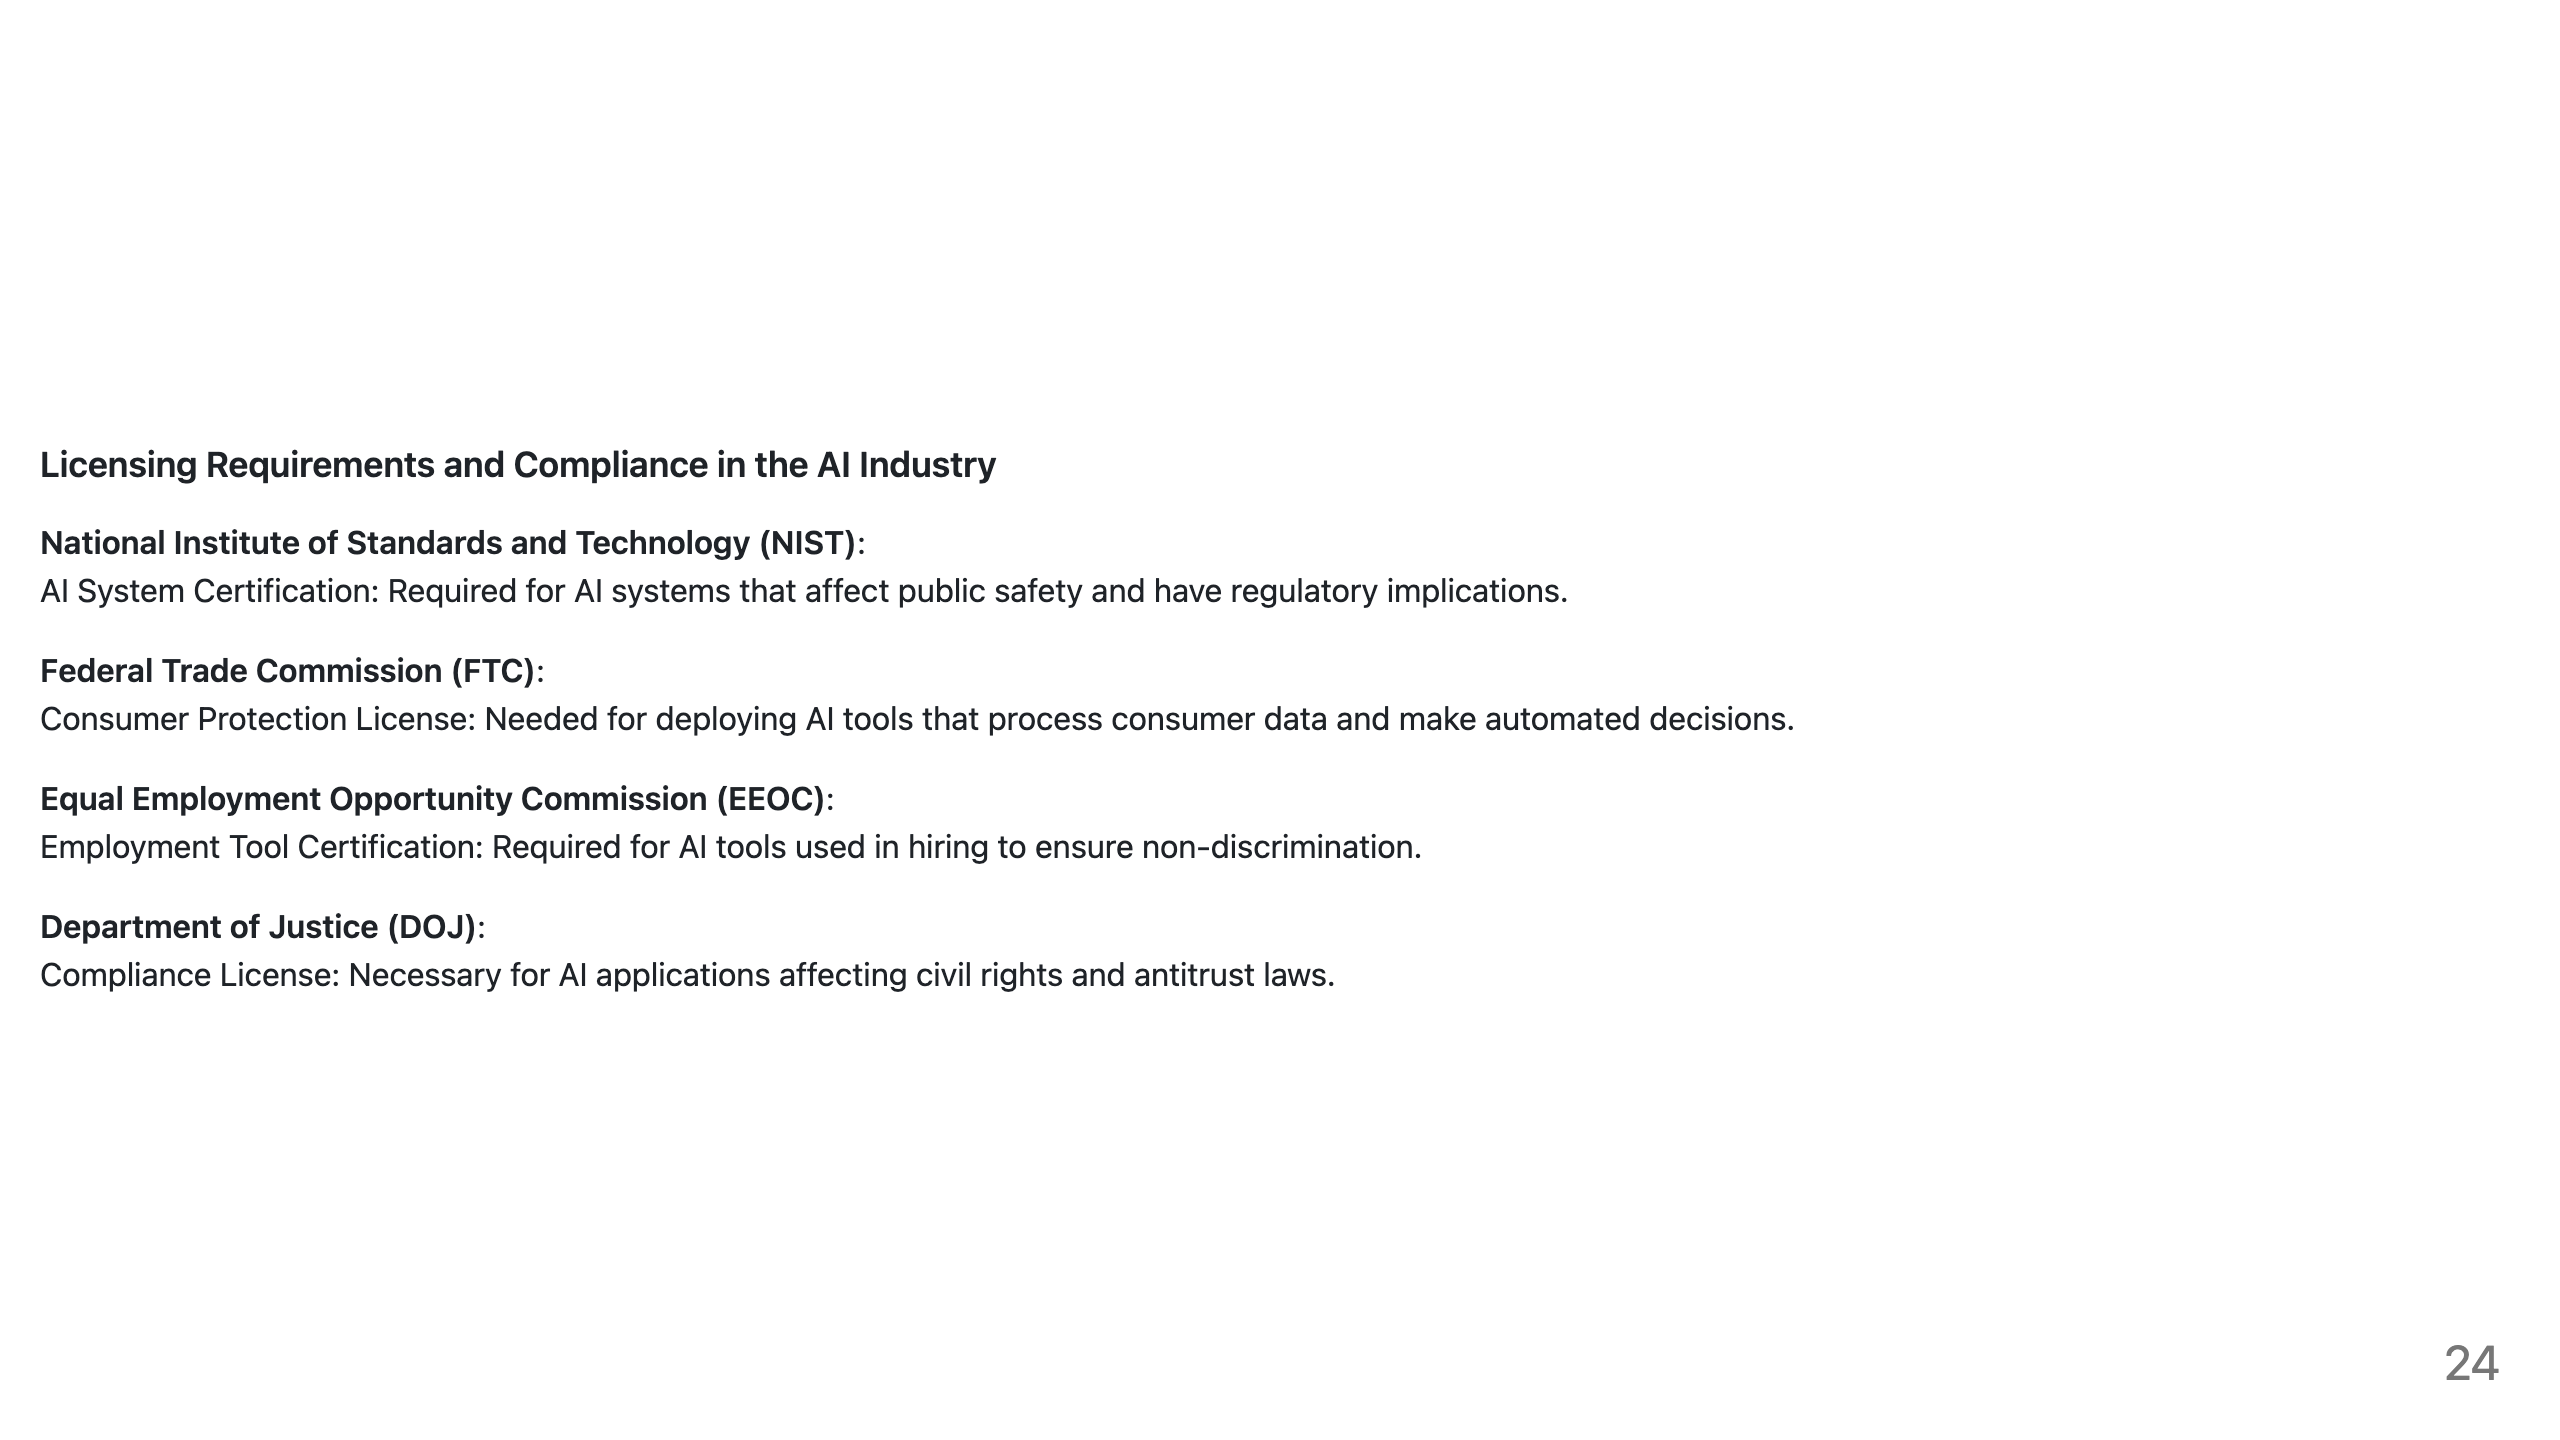 Licensing Requirements and Compliance in the AI Industry
National Institute of Standards and Technology (NIST):
AI System Certification: Required for AI systems that affect public safety and have regulatory implications.
Federal Trade Commission (FTC):
Consumer Protection License: Needed for deploying AI tools that process consumer data and make automated decisions.
Equal Employment Opportunity Commission (EEOC):
Employment Tool Certification: Required for AI tools used in hiring to ensure non-discrimination.
Department of Justice (DOJ):
Compliance License: Necessary for AI applications affecting civil rights and antitrust laws.
24